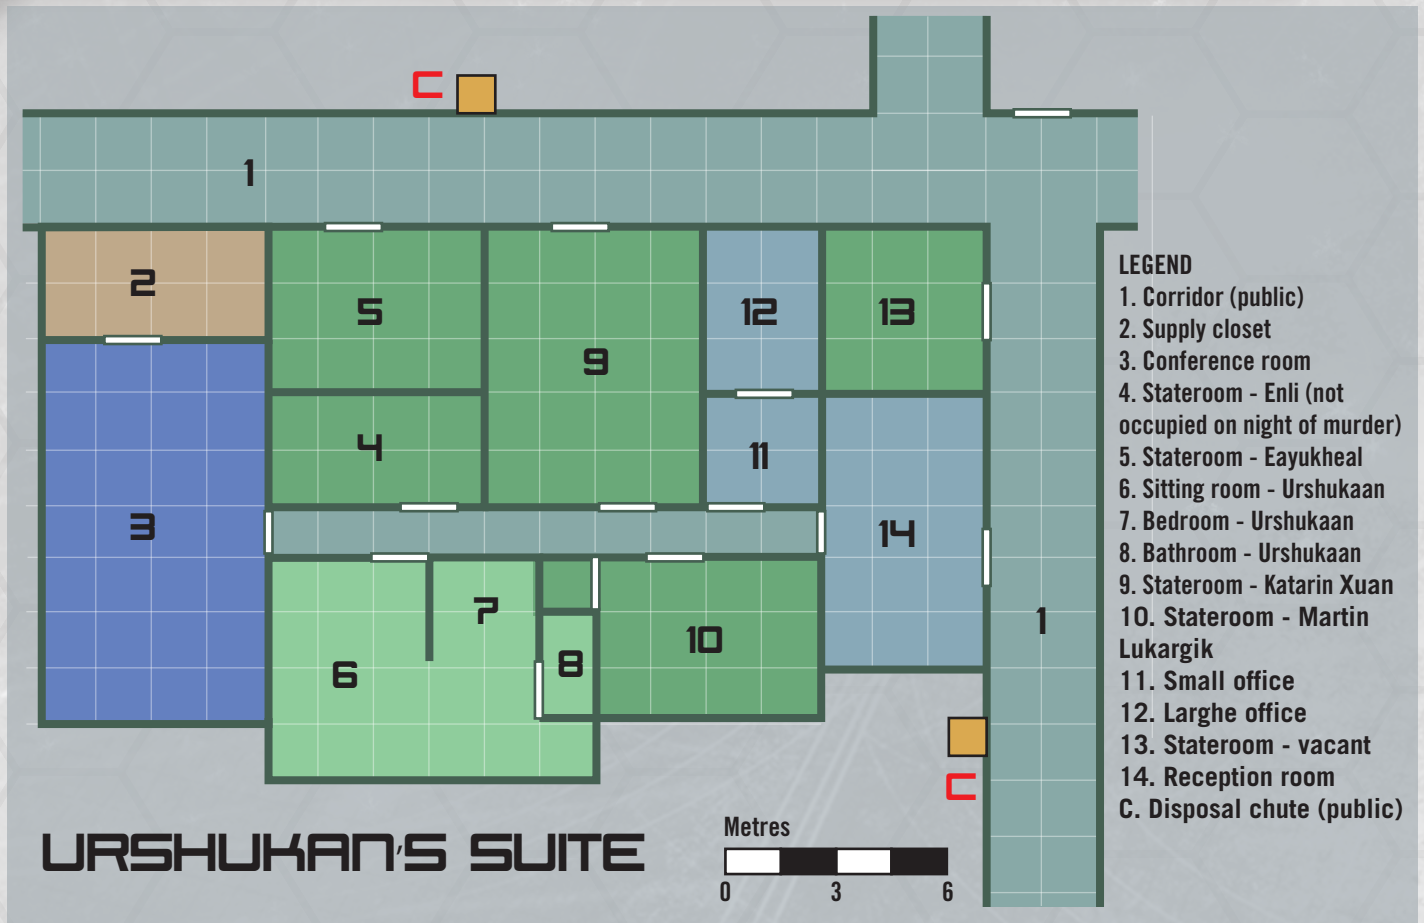 C
1
2
5
12
13
9
4
11
3
14
7
1
10
8
6
C
LEGEND
1. Corridor (public)
2. Supply closet
3. Conference room
4. Stateroom - Enli (not
occupied on night of murder)
5. Stateroom - Eayukheal
6. Sitting room - Urshukaan
7. Bedroom - Urshukaan
8. Bathroom - Urshukaan
9. Stateroom - Katarin Xuan
10. Stateroom - Martin
Lukargik
11. Small office
12. Larghe office
13. Stateroom - vacant
14. Reception room
C. Disposal chute (public)
URSHUKAN'S SUITE
Metres
0 3 6